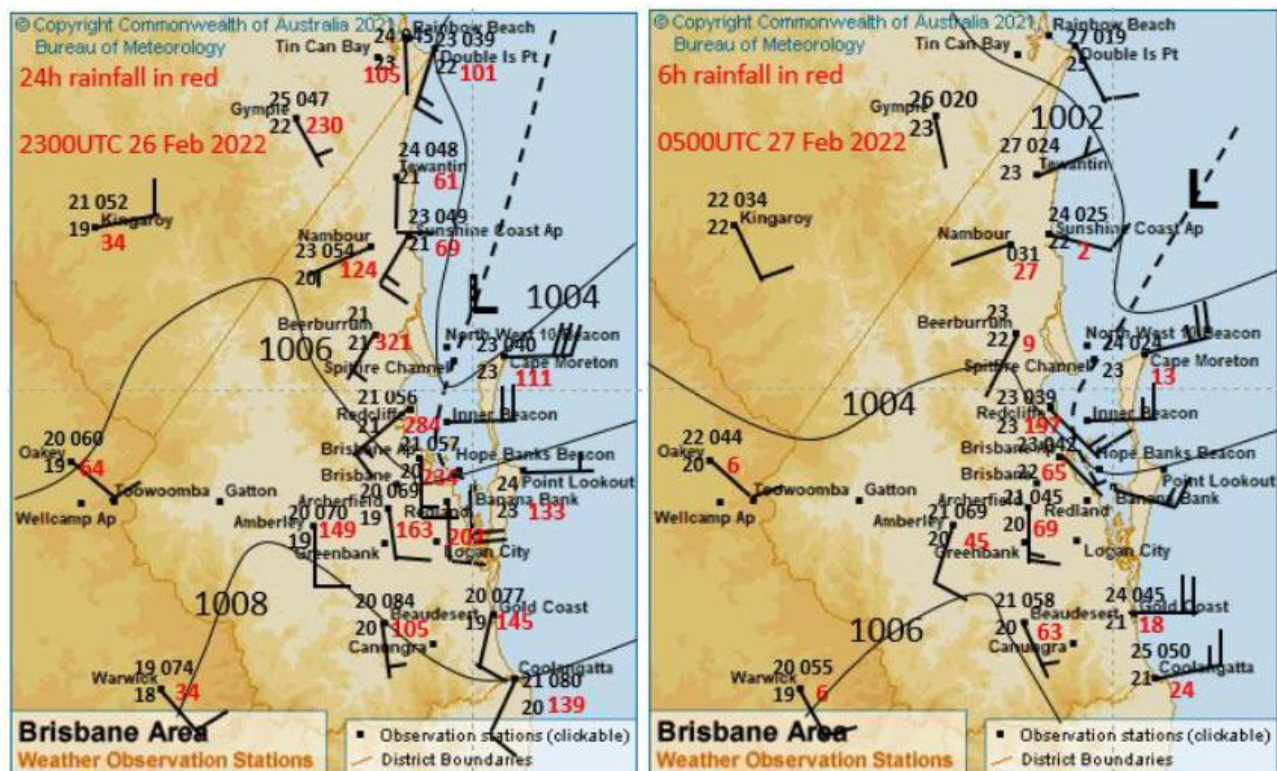 © Copyright Commonwealth of Australia 2021,
Bureau of Meteorology
24h rainfall in red
2300UTC 26 Feb 2022
24 045
Rainbow Beach
23
105
Tin Can Bay
23 039
Double Is Pt
22
101
25 047
Gympie
22
230
24 048
Tewantin
21
61
21 052
Kingaroy
19
34
23 049
Sunshine Coast Ap
21
69
Nambour
23 054
20
124
L
1004
1006
21
Beerburrum
21
321
North West 10 Beacon
Spitfire Channel
23 040
Cape Moreton
23
111
21 056
Redcliffe
21
284
Inner Beacon
20 060
Oakey
19
64
Toowoomba
Wellcamp Ap
Gatton
21 057
Brisbane Ap
20
234
Hope Banks Beacon
Brisbane
Point Lookout
24
23
133
Banana Bank
20 069
Archerfield
19
163
Redland
20 070
Amberley
19
149
Greenbank
Logan City
1008
20 084
Beaudesert
20
105
Canungra
20 077
Gold Coast
19
145
19 074
Warwick
18
34
Coolangatta
21 080
20
139
Brisbane Area
Weather Observation Stations
Observation stations (clickable)
District Boundaries
© Copyright Commonwealth of Australia 2021,
Bureau of Meteorology
6h rainfall in red
0500UTC 27 Feb 2022
Rainbow Beach
Tin Can Bay
27 019
Double Is Pt
23
26 020
Gympie
23
1002
27 024
Tewantin
23
L
22 034
Kingaroy
22
24 025
Sunshine Coast Ap
22
2
Nambour
031
27
23
Beerburrum
22
9
North West 10 Beacon
Spitfire Channel
24 024
Cape Moreton
23
13
1004
23 039
Redcliffe
23
197
Inner Beacon
22 044
Oakey
20
6
Toowoomba
Wellcamp Ap
Gatton
23 042
Brisbane Ap
22
65
Hope Banks Beacon
Brisbane
Point Lookout
Banana Bank
21 045
Archerfield
20
69
Redland
21 069
Amberley
20
45
Greenbank
Logan City
1006
21 058
Beaudesert
20
63
Canungra
24 045
Gold Coast
21
18
20 055
Warwick
19
6
25 050
Coolangatta
21
24
Brisbane Area
Weather Observation Stations
Observation stations (clickable)
District Boundaries